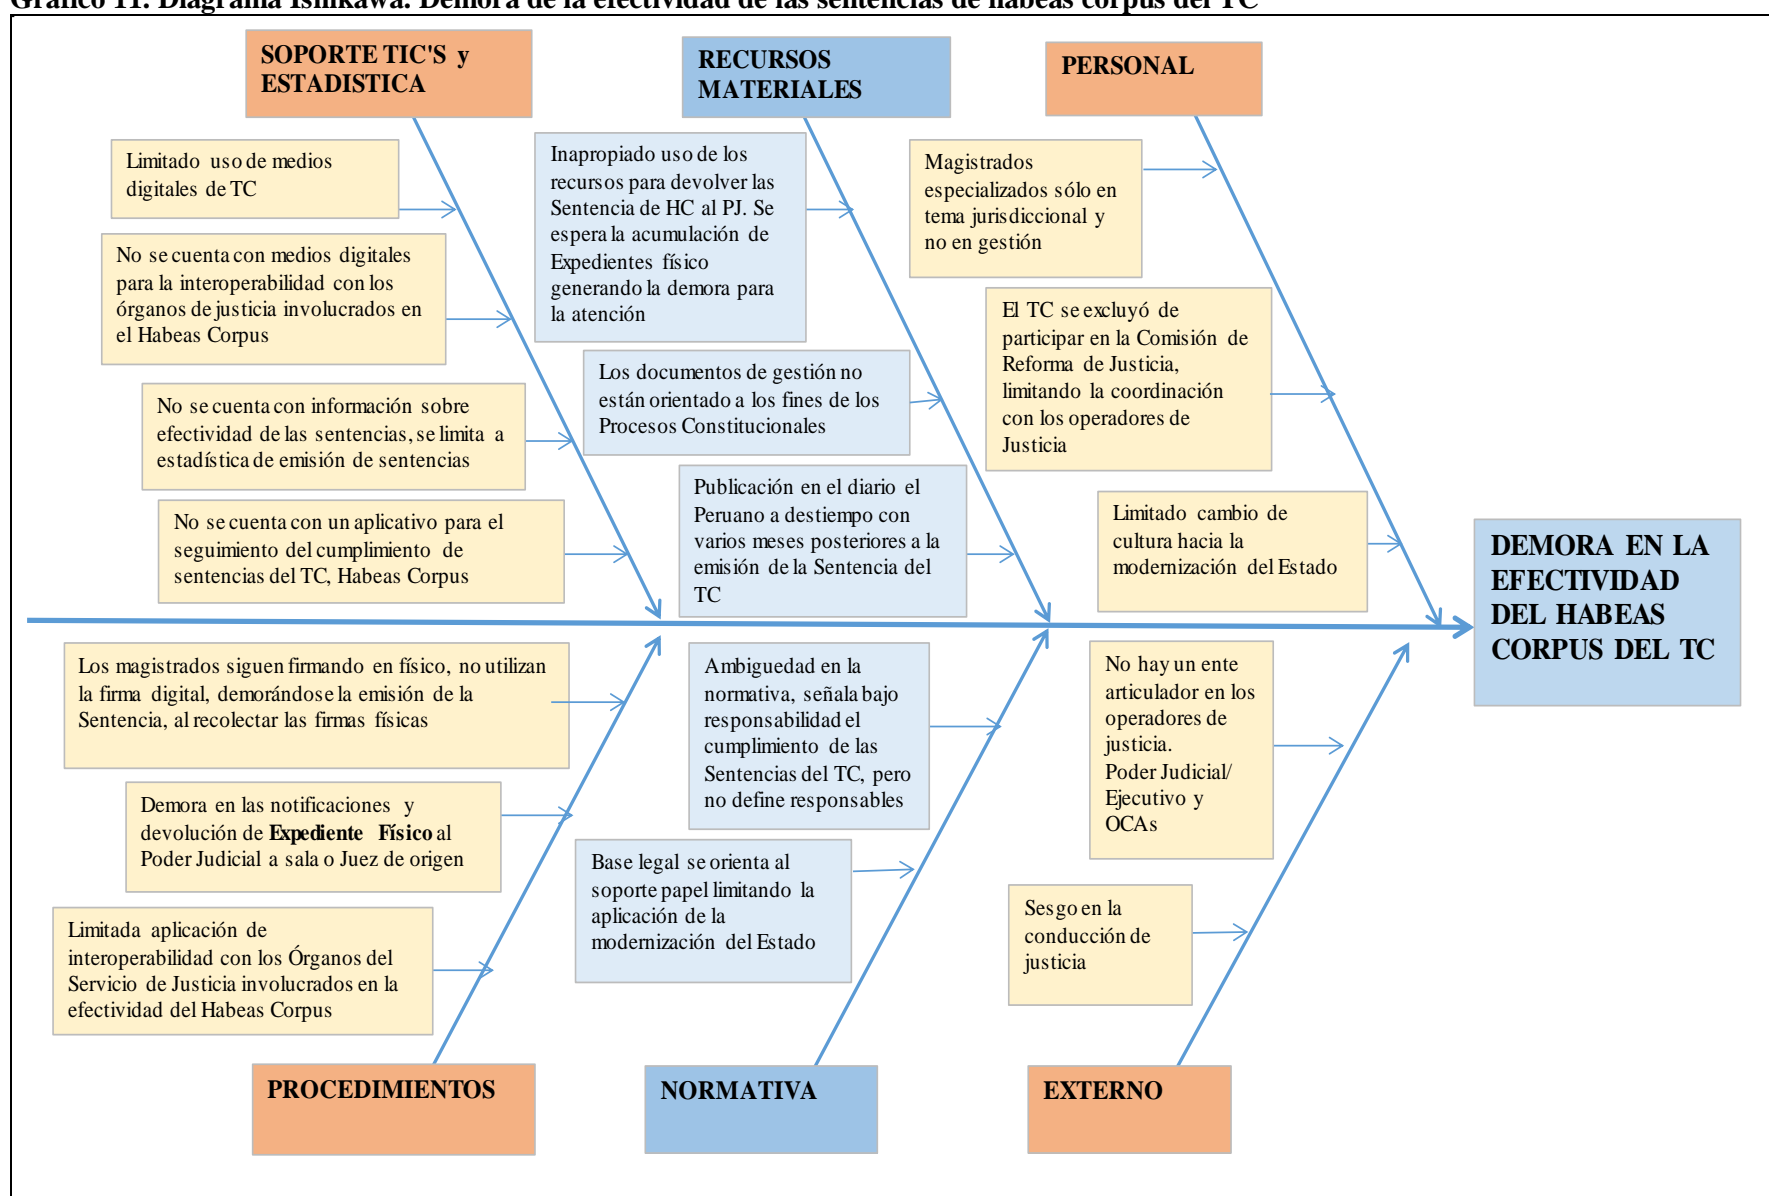 Gráfico 11. Diagrama Ishikawa. Demora de la efectividad de las sentencias de habeas corpus del TC
SOPORTE TIC'S y
ESTADISTICA
RECURSOS
MATERIALES
PERSONAL
Limitado uso de medios
digitales de TC
No se cuenta con medios digitales
para la interoperabilidad con los
órganos de justicia involucrados en
el Habeas Corpus
No se cuenta con información sobre
efectividad de las sentencias, se limita a
estadística de emisión de sentencias
No se cuenta con un aplicativo para el
seguimiento del cumplimiento de
sentencias del TC, Habeas Corpus
Inapropiado uso de los
recursos para devolver las
Sentencia de HC al PJ. Se
espera la acumulación de
Expedientes físico
generando la demora para
la atención
Los documentos de gestión no
están orientado a los fines de los
Procesos Constitucionales
Publicación en el diario el
Peruano a destiempo con
varios meses posteriores a la
emisión de la Sentencia del
TC
Magistrados
especializados sólo en
tema jurisdiccional y
no en gestión
El TC se excluyó de
participar en la Comisión de
Reforma de Justicia,
limitando la coordinación
con los operadores de
Justicia
Limitado cambio de
cultura hacia la
modernización del Estado
DEMORA EN LA
EFECTIVIDAD
DEL HABEAS
CORPUS DEL TC
Los magistrados siguen firmando en físico, no utilizan
la firma digital, demorándose la emisión de la
Sentencia, al recolectar las firmas físicas
Demora en las notificaciones y
devolución de Expediente Físico al
Poder Judicial a sala o Juez de origen
Limitada aplicación de
interoperabilidad con los Órganos del
Servicio de Justicia involucrados en la
efectividad del Habeas Corpus
Ambiguedad en la
normativa, señala bajo
responsabilidad el
cumplimiento de las
Sentencias del TC, pero
no define responsables
Base legal se orienta al
soporte papel limitando la
aplicación de la
modernización del Estado
No hay un ente
articulador en los
operadores de
justicia.
Poder Judicial/
Ejecutivo y
OCAs
Sesgo en la
conducción de
justicia
PROCEDIMIENTOS
NORMATIVA
EXTERNO